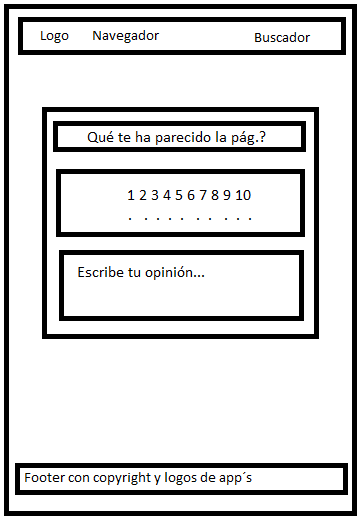 Logo Navegador Buscador
Qué te ha parecido la pág.?
1 2 3 4 5 6 7 8 9 10
. . . . . . . . . .
Escribe tu opinión...
Footer con copyright y logos de app´s